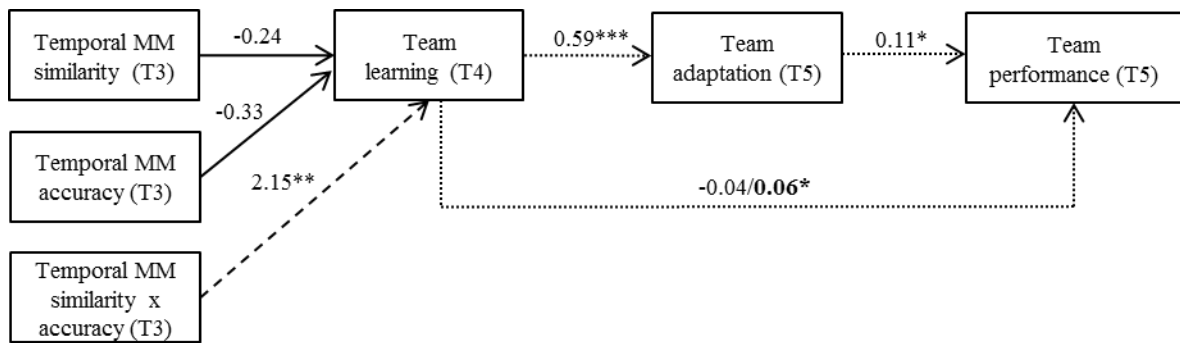 Temporal MM
similarity (T3)
-0.24
Team
learning (T4)
0.59***
Team
adaptation (T5)
0.11*
Team
performance (T5)
-0.33
Temporal MM
accuracy (T3)
2.15**
-0.04/0.06*
Temporal MM
similarity x
accuracy (T3)